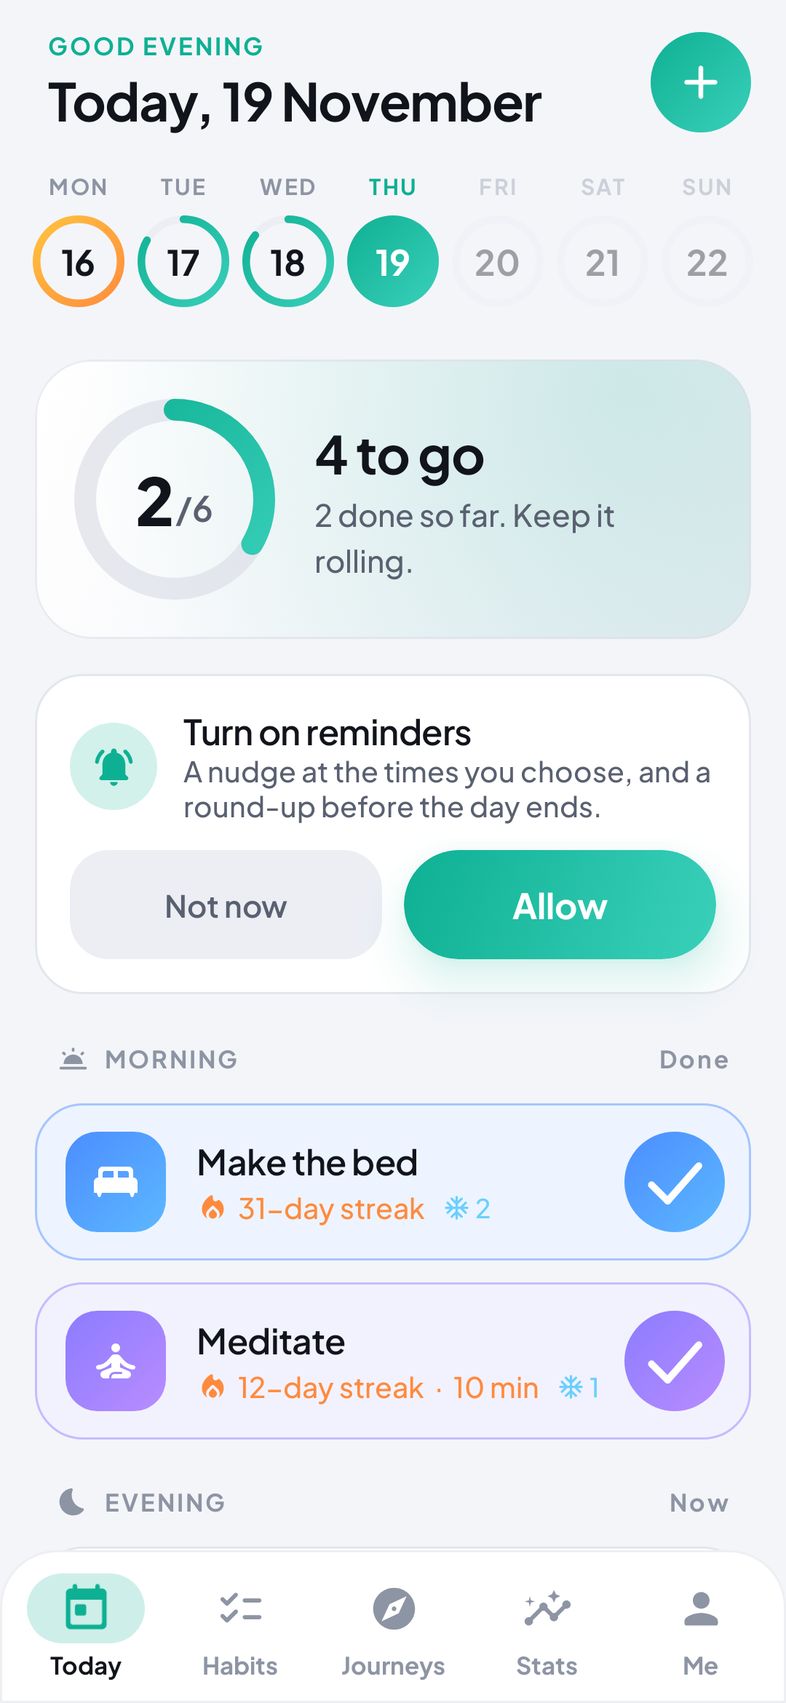 GOOD EVENING
Today, 19 November
MON TUE WED THU FRI SAT SUN
16 17 18 19 20 21 22
2/6
4 to go
2 done so far. Keep it
rolling.
Turn on reminders
A nudge at the times you choose, and a
round-up before the day ends.
Not now Allow
MORNING Done
Make the bed
31-day streak 2
Meditate
12-day streak · 10 min 1
EVENING Now
Today Habits Journeys Stats Me